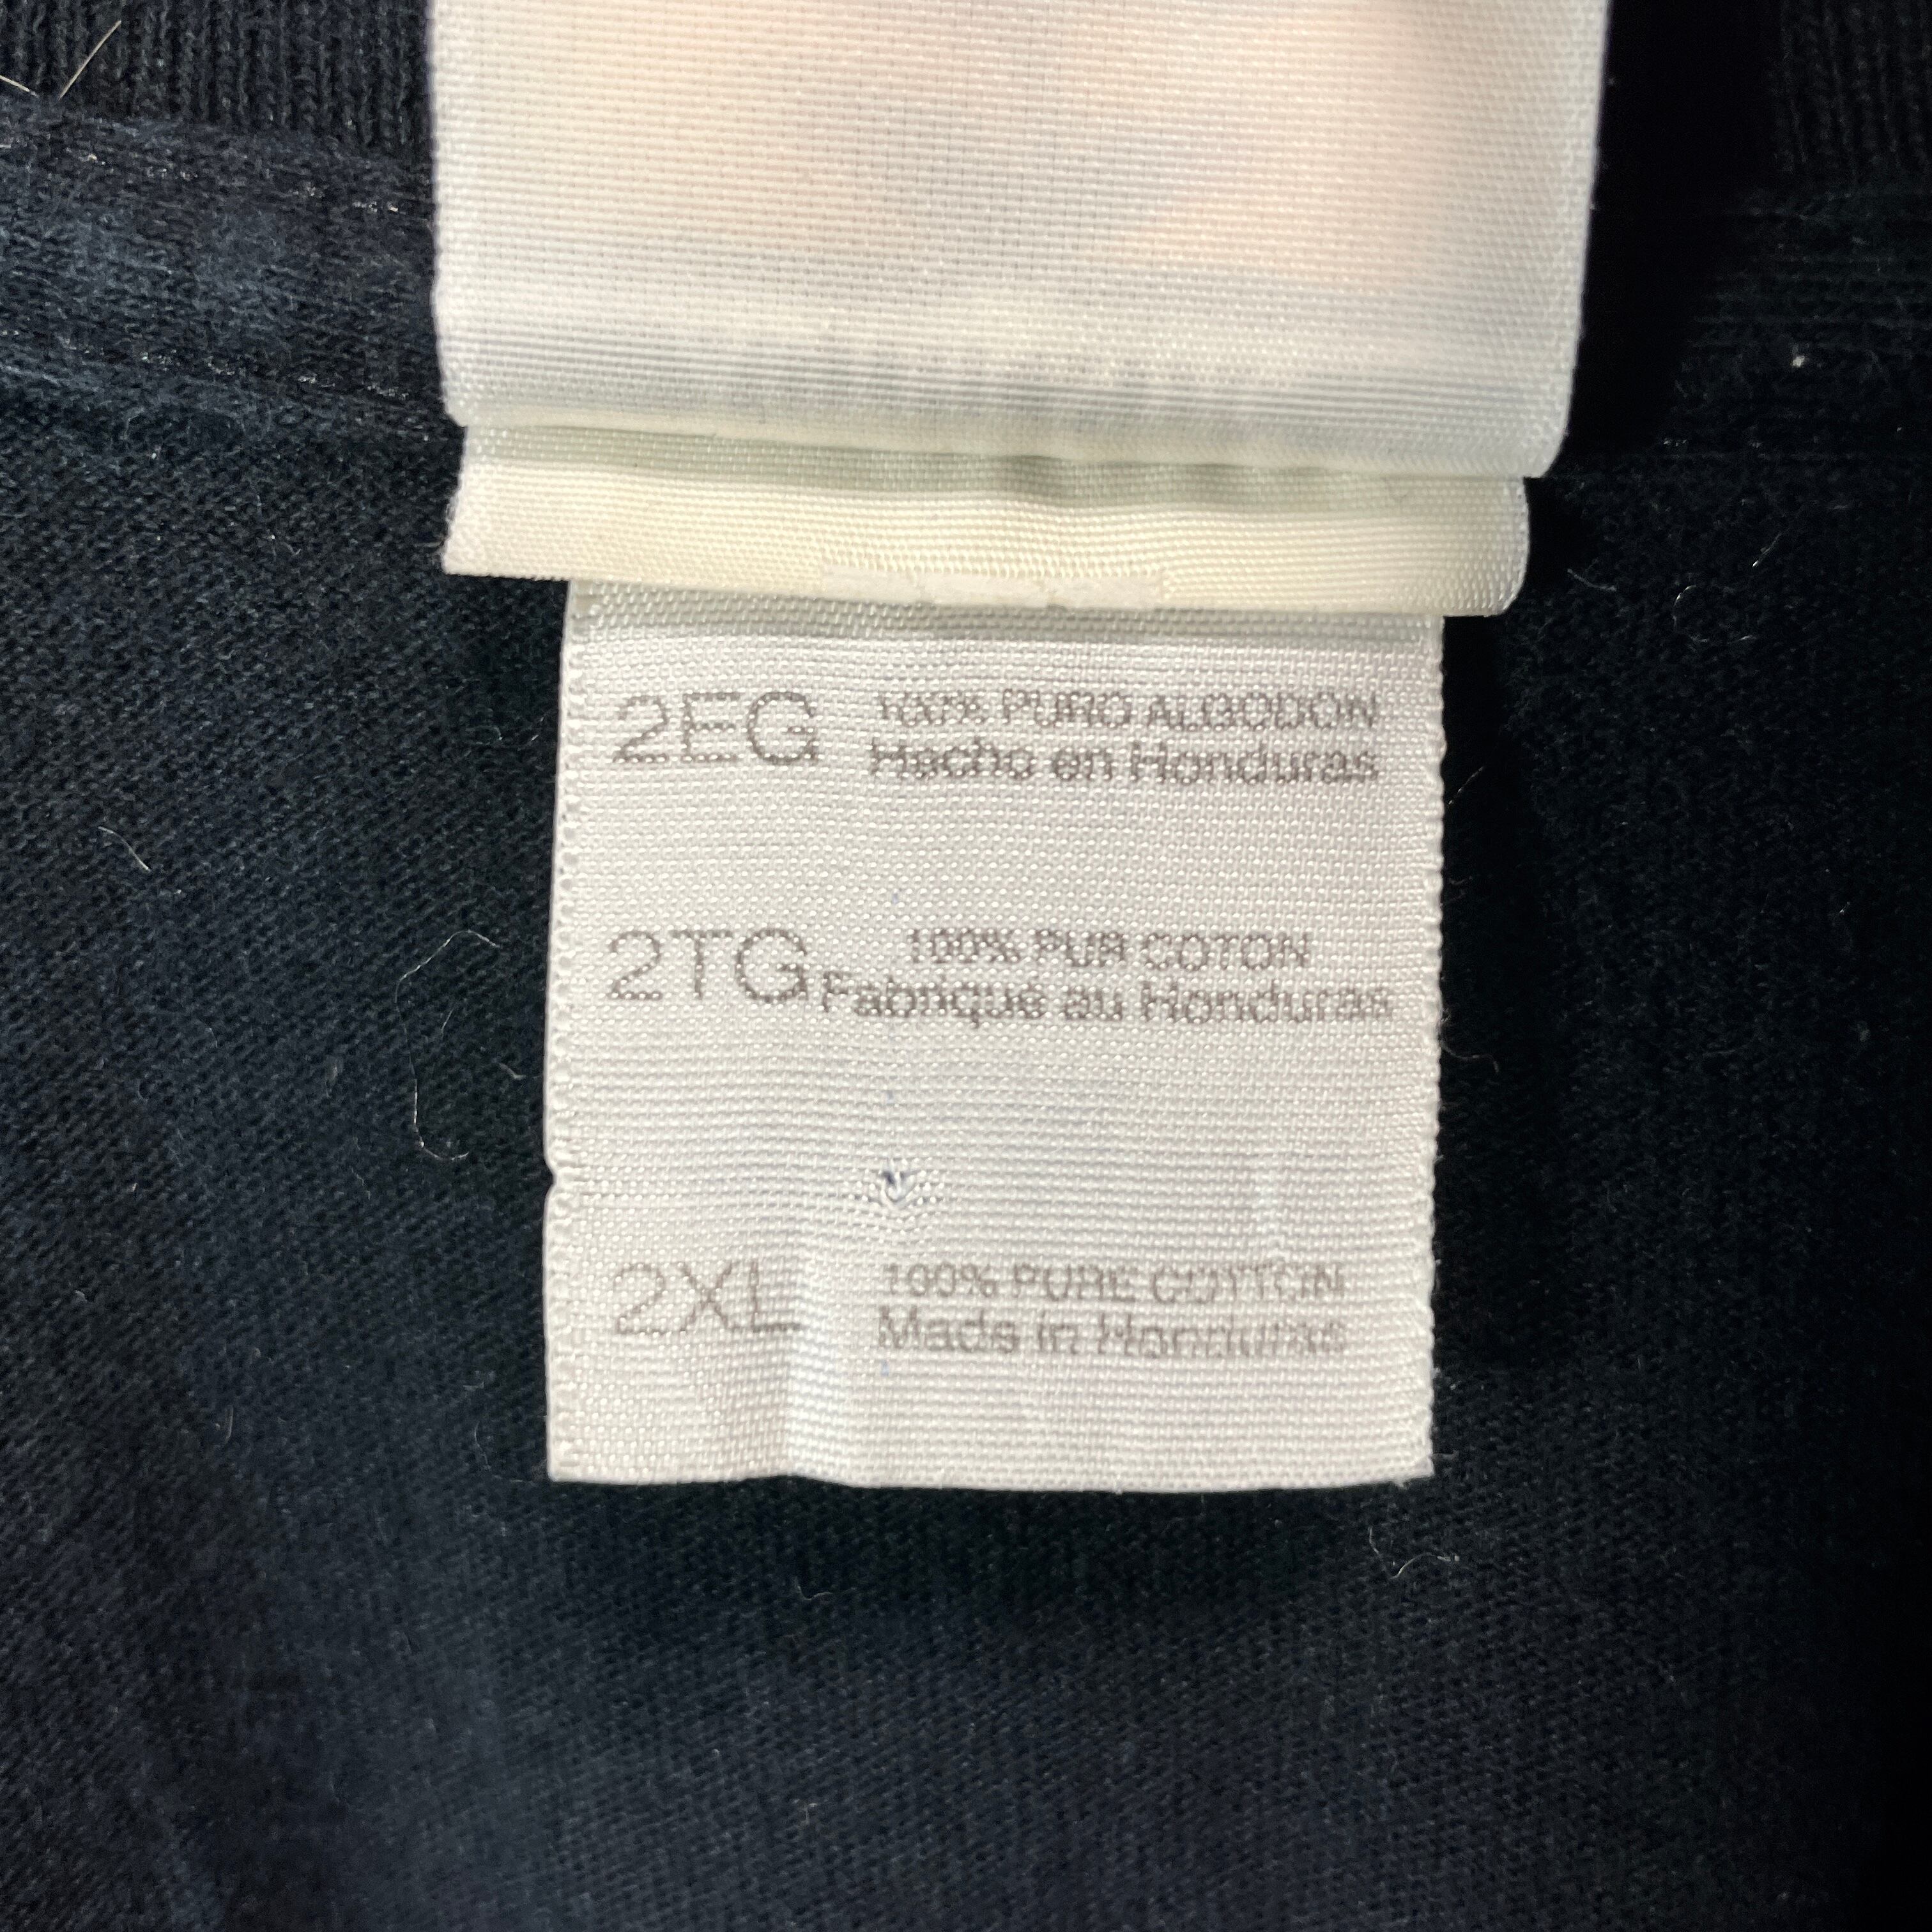 2EG 100% PURO ALGODON
Hecho en Honduras
2TG 100% PUR COTON
Fabriqué au Honduras
2XL 100% PURE COTTON
Made in Honduras